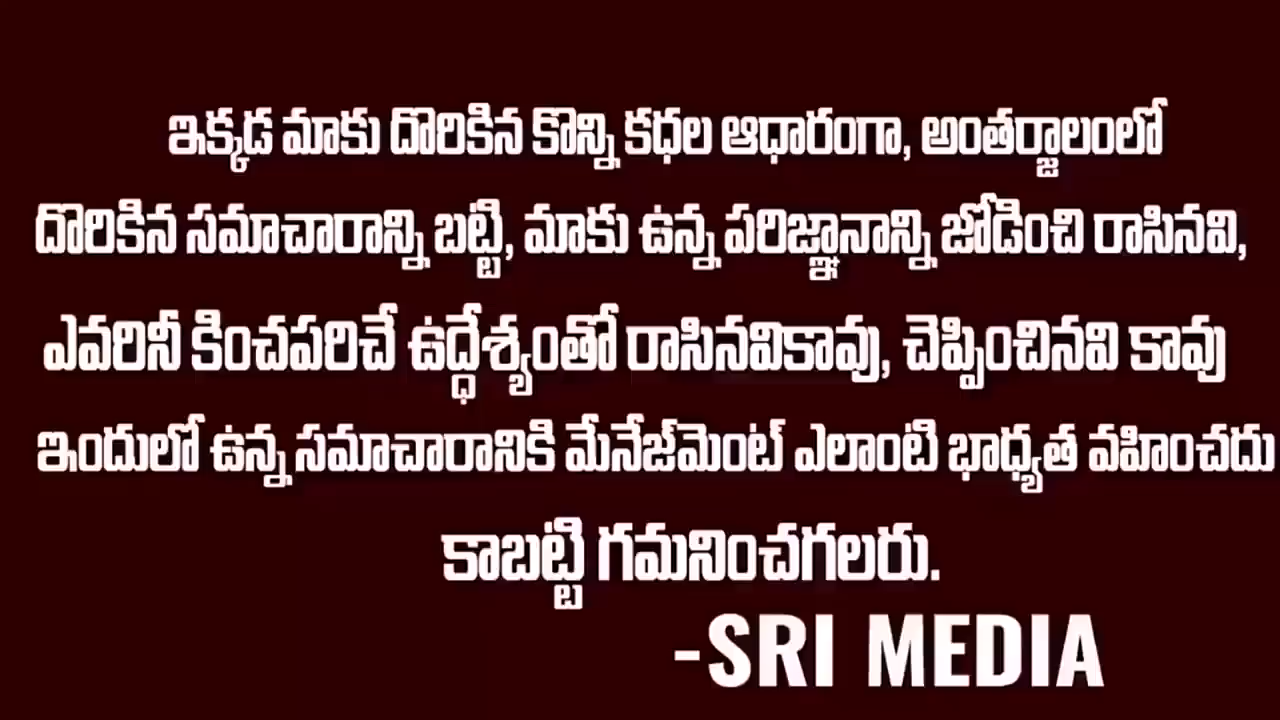 ఇక్కడ మాకు దొరికిన కొన్ని కధల ఆధారంగా, అంతర్జాలంలో
దొరికిన సమాచారాన్ని బట్టి, మాకు ఉన్న పరిజ్ఞానాన్ని జోడించి రాసినవి,
ఎవరినీ కించపరిచే ఉద్ధేశ్యంతో రాసినవికావు, చెప్పించినవి కావు
ఇందులో ఉన్న సమాచారానికి మేనేజ్‌మెంట్ ఎలాంటి భాధ్యత వహించదు
కాబట్టి గమనించగలరు.
-SRI MEDIA